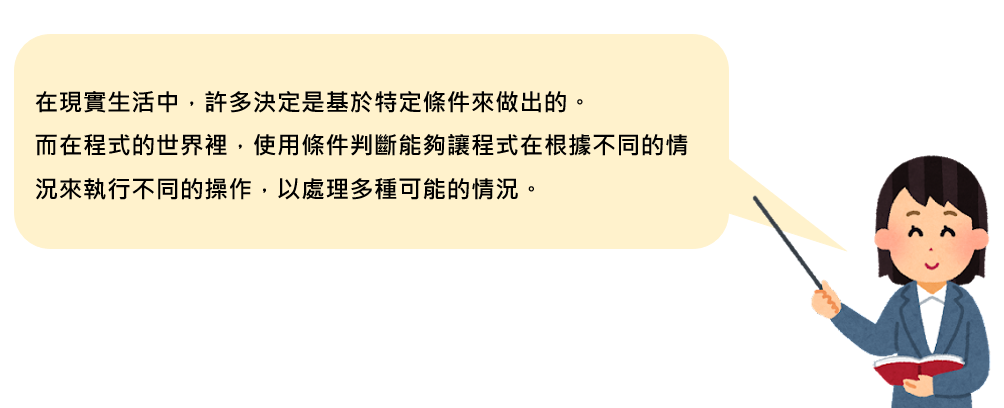 在現實生活中，許多決定是基於特定條件來做出的。
而在程式的世界裡，使用條件判斷能夠讓程式在根據不同的情
況來執行不同的操作，以處理多種可能的情況。